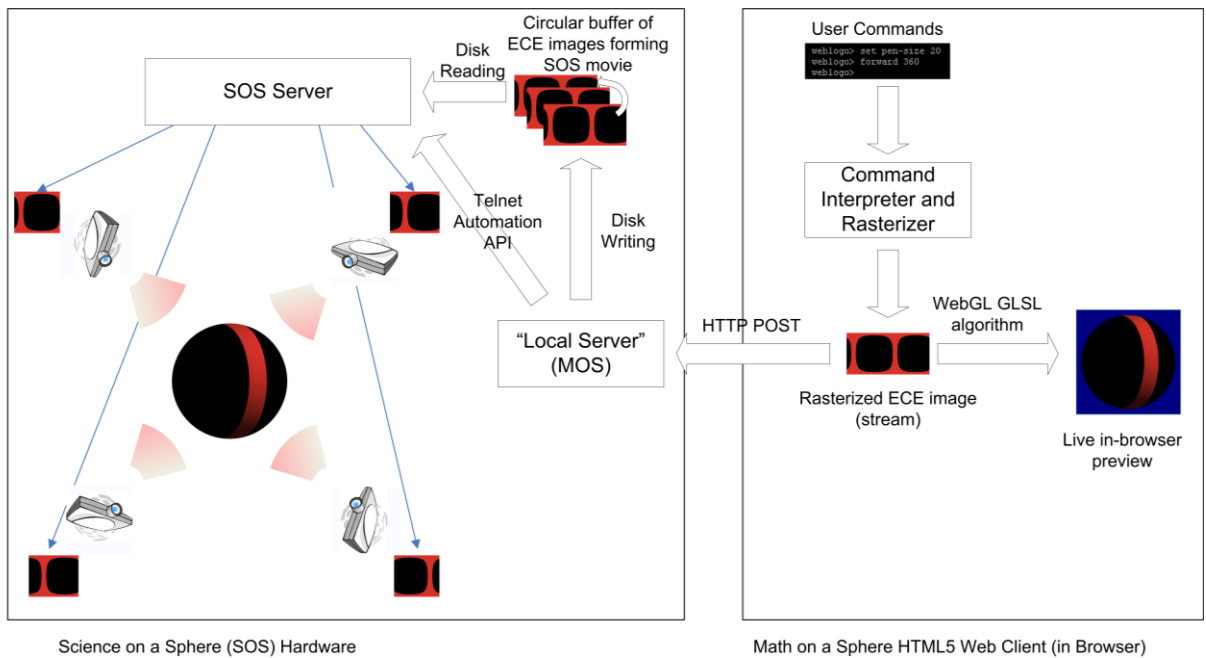 Circular buffer of
ECE images forming
SOS movie
Disk
Reading
SOS Server
Telnet
Automation
API
Disk
Writing
"Local Server"
(MOS)
Science on a Sphere (SOS) Hardware
User Commands
weblogo> set pen-size 20
weblogo> forward 360
weblogo>
Command
Interpreter and
Rasterizer
HTTP POST
WebGL GLSL
algorithm
Rasterized ECE image
(stream)
Live in-browser
preview
Math on a Sphere HTML5 Web Client (in Browser)